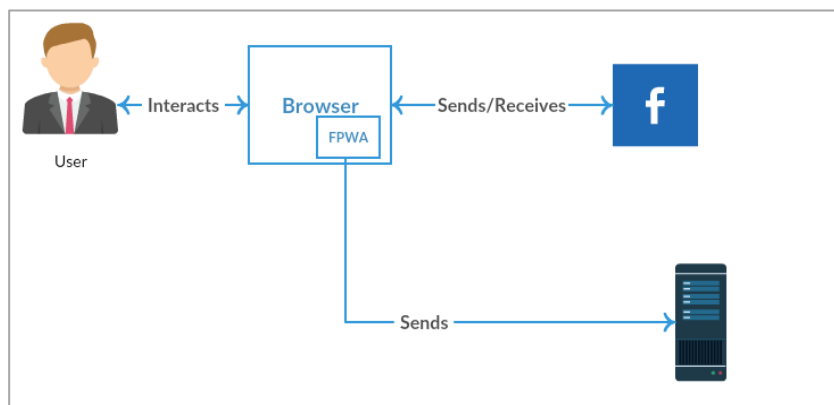 Interacts
Browser
Sends/Receives
f
FPWA
User
Sends